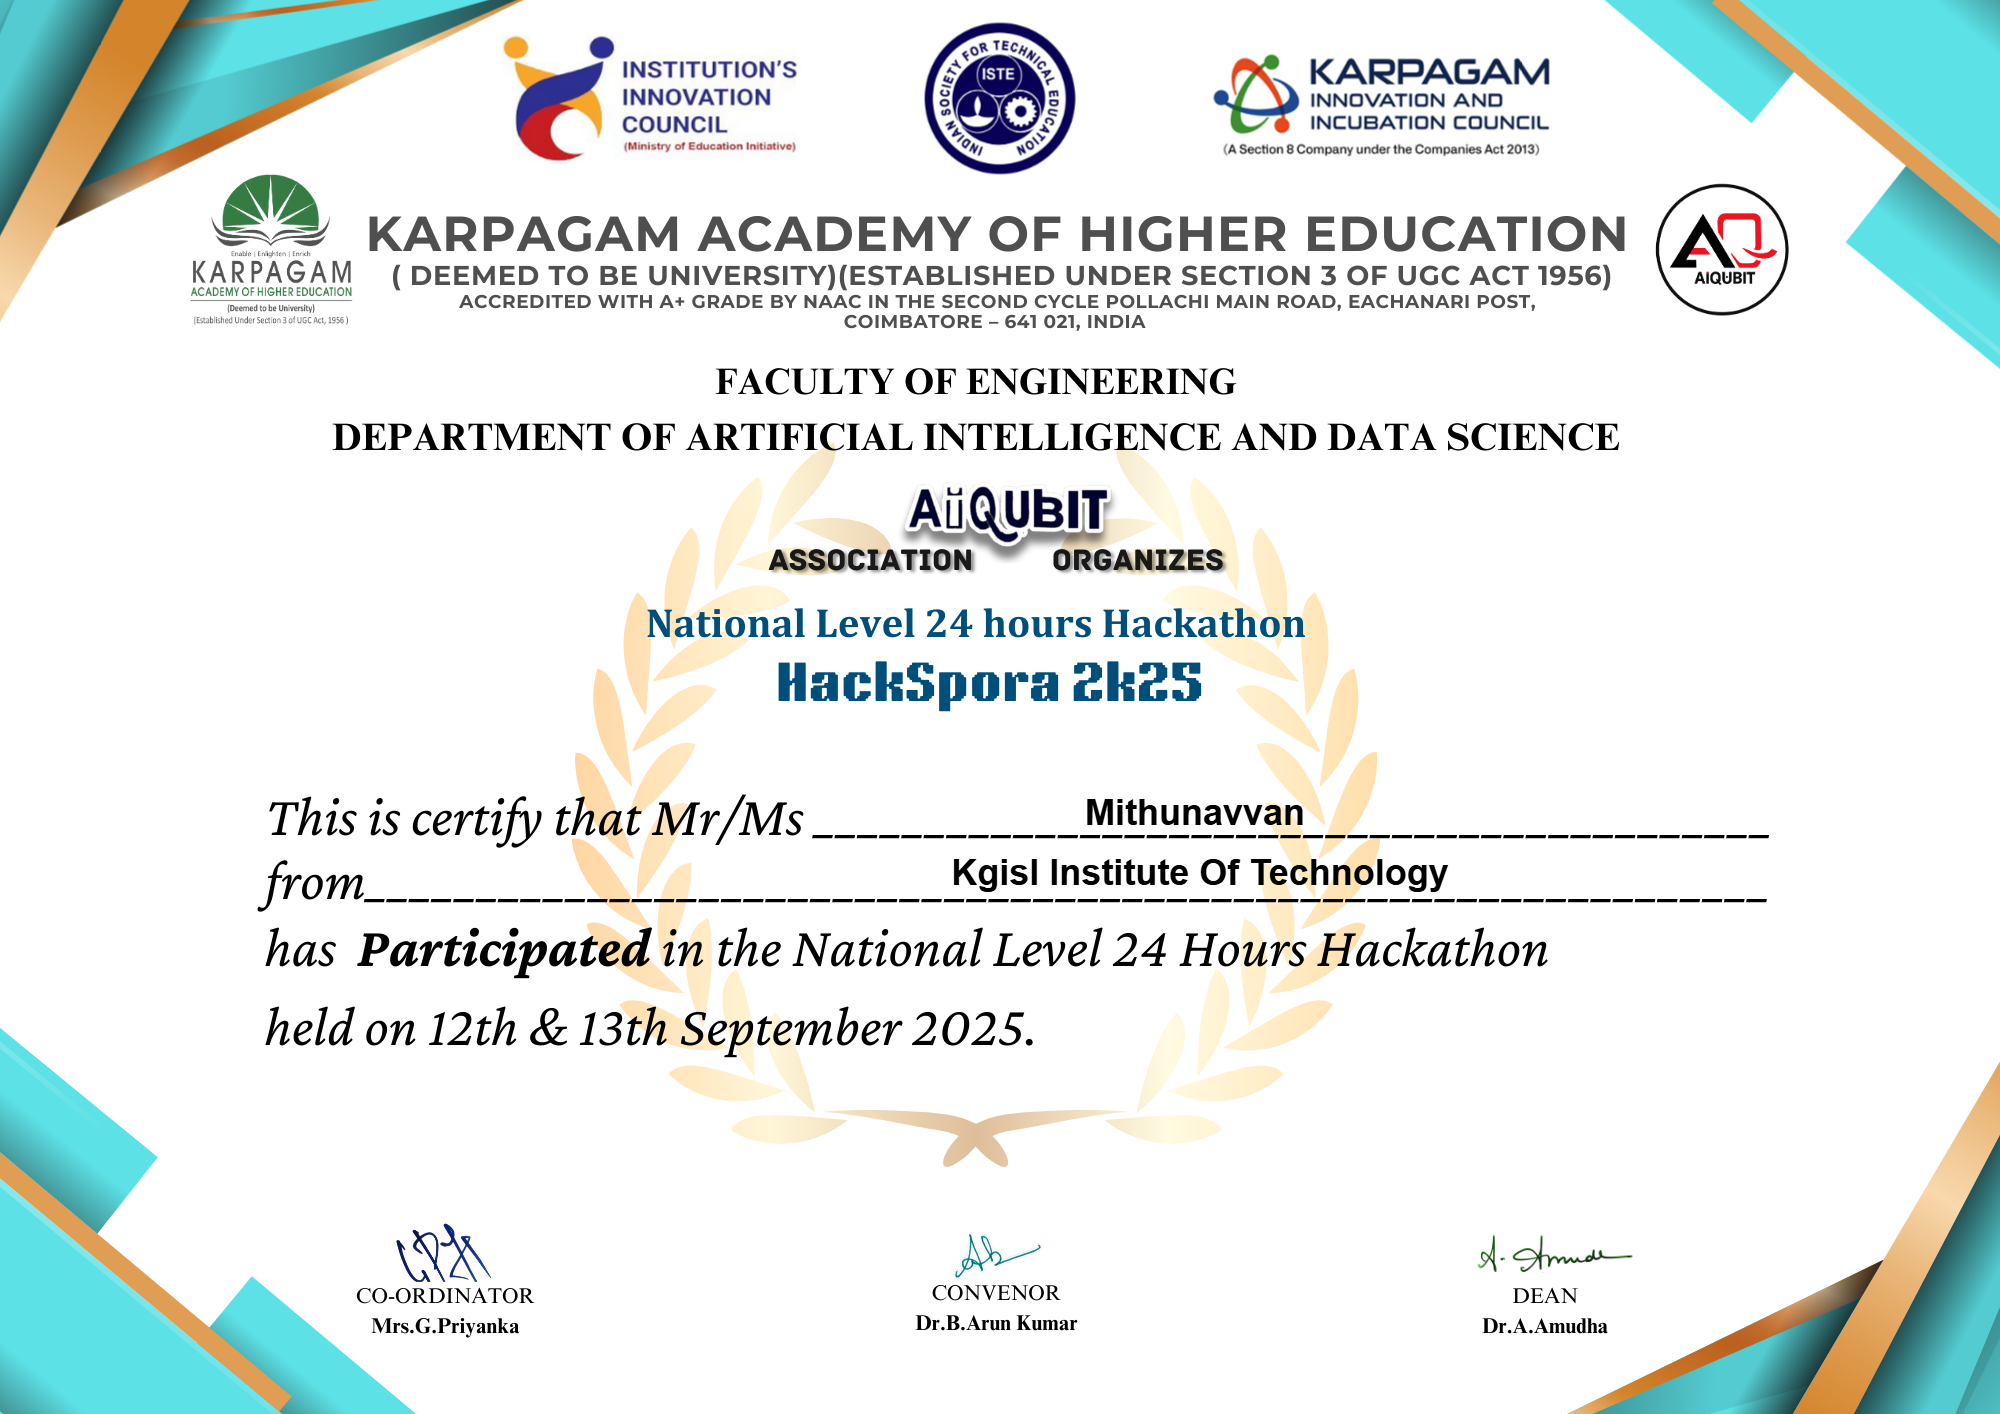 INSTITUTION'S
INNOVATION
COUNCIL
(Ministry of Education Initiative)
INDIAN SOCIETY FOR TECHNICAL EDUCATION
ISTE
KARPAGAM
INNOVATION AND
INCUBATION COUNCIL
(A Section 8 Company under the Companies Act 2013)
Enable | Enlighten | Enrich
KARPAGAM
ACADEMY OF HIGHER EDUCATION
(Deemed to be University)
(Established Under Section 3 of UGC Act, 1956 )
KARPAGAM ACADEMY OF HIGHER EDUCATION
( DEEMED TO BE UNIVERSITY)(ESTABLISHED UNDER SECTION 3 OF UGC ACT 1956)
ACCREDITED WITH A+ GRADE BY NAAC IN THE SECOND CYCLE POLLACHI MAIN ROAD, EACHANARI POST,
COIMBATORE – 641 021, INDIA
AQ
AIQUBIT
FACULTY OF ENGINEERING
DEPARTMENT OF ARTIFICIAL INTELLIGENCE AND DATA SCIENCE
AiQUbIT
ASSOCIATION ORGANIZES
National Level 24 hours Hackathon
HackSpora 2k25
This is certify that Mr/Ms Mithunavvan
from Kgisl Institute Of Technology
has Participated in the National Level 24 Hours Hackathon
held on 12th & 13th September 2025.
A. Amudha
CO-ORDINATOR
Mrs.G.Priyanka
CONVENOR
Dr.B.Arun Kumar
DEAN
Dr.A.Amudha